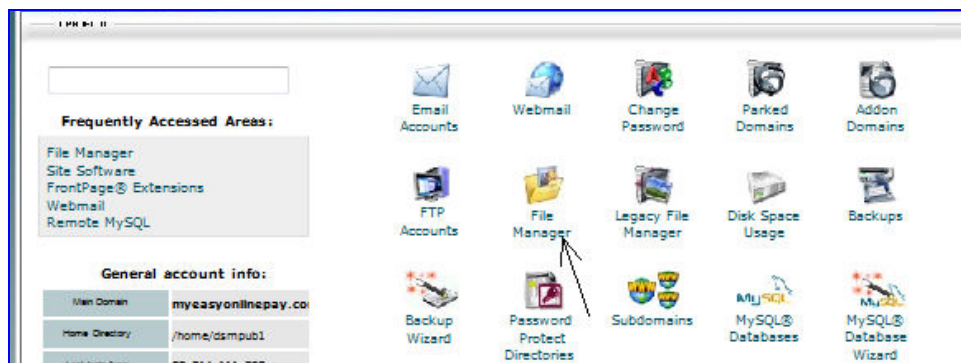 Frequently Accessed Areas:
File Manager
Site Software
FrontPage® Extensions
Webmail
Remote MySQL
General account info:
Main Domain
myeasyonlinepay.co
Home Directory
/home/dsmpub1
Email
Accounts
Webmail
Change
Password
Parked
Domains
Addon
Domains
FTP
Accounts
File
Manager
Legacy File
Manager
Disk Space
Usage
Backups
Backup
Wizard
Password
Protect
Directories
Subdomains
MySQL
MySQL®
Databases
MySQL®
Database
Wizard